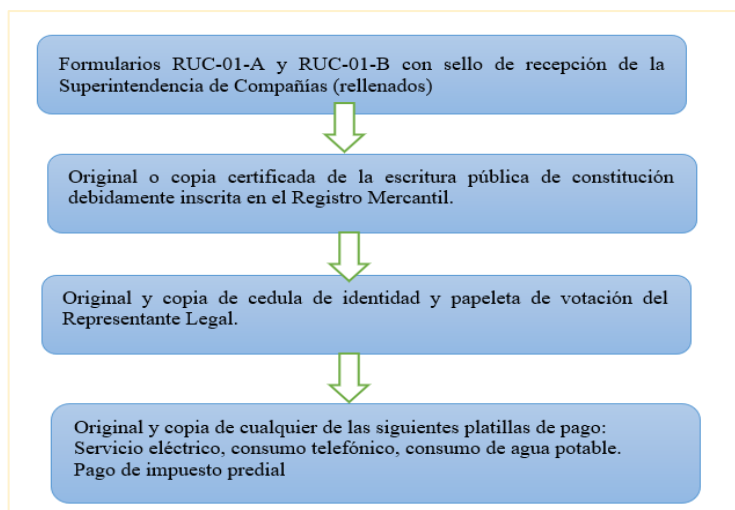 Formularios RUC-01-A y RUC-01-B con sello de recepción de la
Superintendencia de Compañías (rellenados)
Original o copia certificada de la escritura pública de constitución
debidamente inscrita en el Registro Mercantil.
Original y copia de cedula de identidad y papeleta de votación del
Representante Legal.
Original y copia de cualquier de las siguientes platillas de pago:
Servicio eléctrico, consumo telefónico, consumo de agua potable.
Pago de impuesto predial